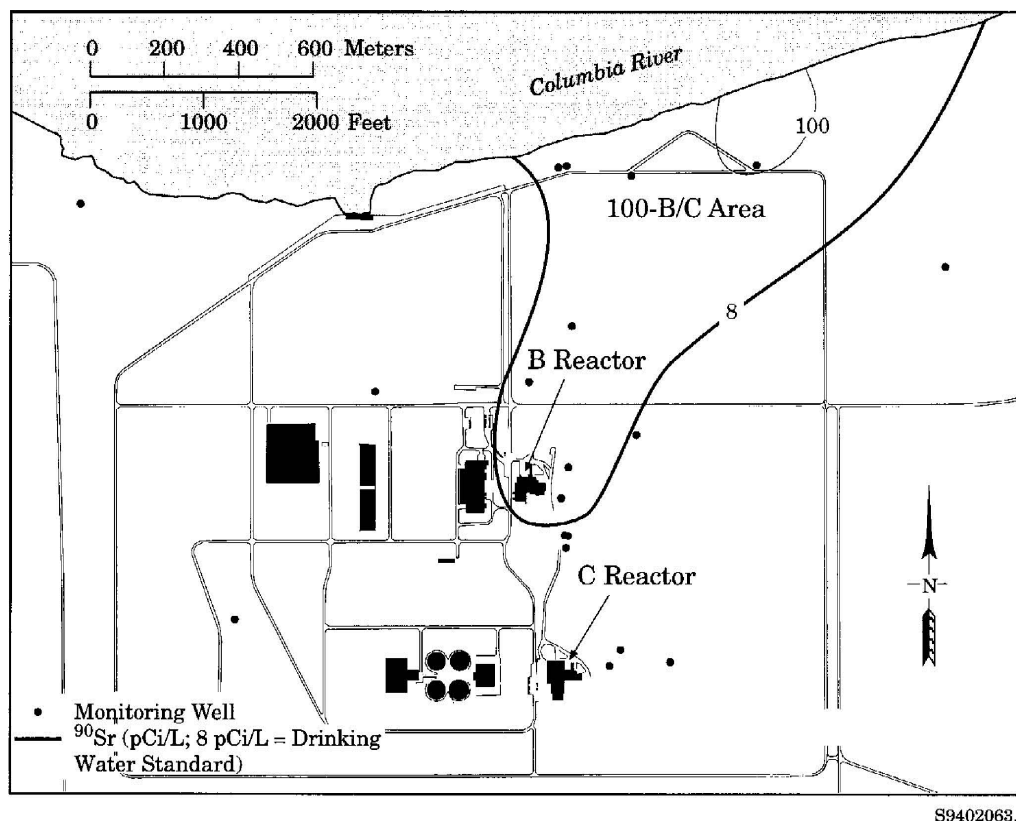 0 200 400 600 Meters
0 1000 2000 Feet
Columbia River
100
100-B/C Area
8
B Reactor
C Reactor
N
Monitoring Well
⁹⁰Sr (pCi/L; 8 pCi/L = Drinking
Water Standard)
S9402063.